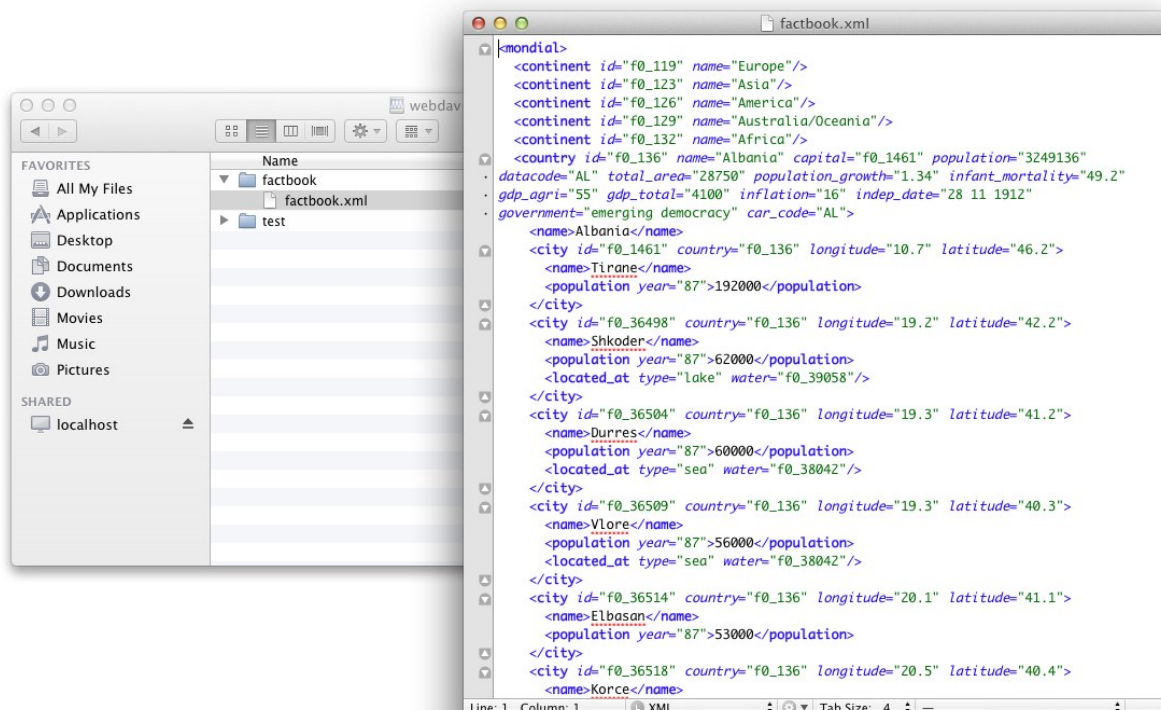 webdav
FAVORITES
All My Files
Applications
Desktop
Documents
Downloads
Movies
Music
Pictures
SHARED
localhost
Name
factbook
factbook.xml
test
factbook.xml
<mondial>
<continent id="f0_119" name="Europe"/>
<continent id="f0_123" name="Asia"/>
<continent id="f0_126" name="America"/>
<continent id="f0_129" name="Australia/Oceania"/>
<continent id="f0_132" name="Africa"/>
<country id="f0_136" name="Albania" capital="f0_1461" population="3249136"
datacode="AL" total_area="28750" population_growth="1.34" infant_mortality="49.2"
gdp_agri="55" gdp_total="4100" inflation="16" indep_date="28 11 1912"
government="emerging democracy" car_code="AL">
<name>Albania</name>
<city id="f0_1461" country="f0_136" longitude="10.7" latitude="46.2">
<name>Tirane</name>
<population year="87">192000</population>
</city>
<city id="f0_36498" country="f0_136" longitude="19.2" latitude="42.2">
<name>Shkoder</name>
<population year="87">62000</population>
<located_at type="lake" water="f0_39058"/>
</city>
<city id="f0_36504" country="f0_136" longitude="19.3" latitude="41.2">
<name>Durres</name>
<population year="87">60000</population>
<located_at type="sea" water="f0_38042"/>
</city>
<city id="f0_36509" country="f0_136" longitude="19.3" latitude="40.3">
<name>Vlore</name>
<population year="87">56000</population>
<located_at type="sea" water="f0_38042"/>
</city>
<city id="f0_36514" country="f0_136" longitude="20.1" latitude="41.1">
<name>Elbasan</name>
<population year="87">53000</population>
</city>
<city id="f0_36518" country="f0_136" longitude="20.5" latitude="40.4">
<name>Korce</name>
Line: 1 Column: 1 XML Tab Size: 4 —